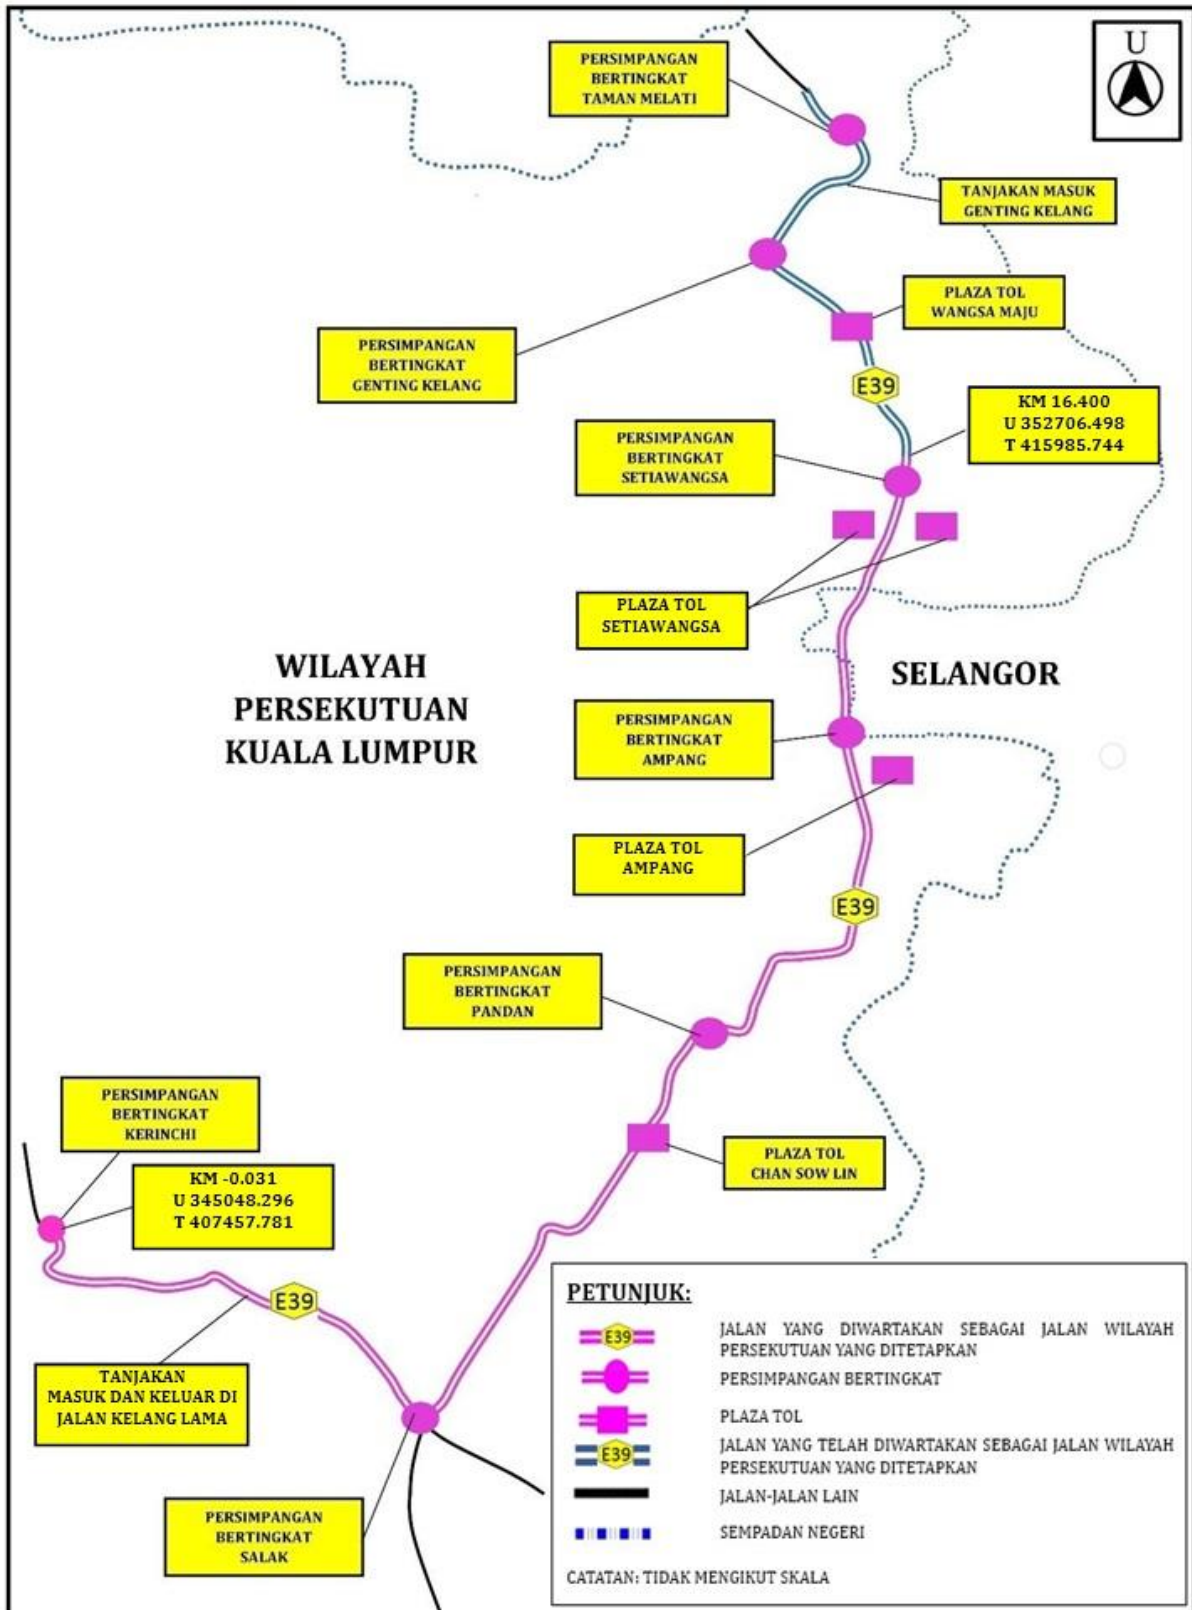 U
PERSIMPANGAN
BERTINGKAT
TAMAN MELATI
TANJAKAN MASUK
GENTING KELANG
PLAZA TOL
WANGSA MAJU
PERSIMPANGAN
BERTINGKAT
GENTING KELANG
E39
KM 16.400
U 352706.498
T 415985.744
PERSIMPANGAN
BERTINGKAT
SETIAWANGSA
PLAZA TOL
SETIAWANGSA
WILAYAH
PERSEKUTUAN
KUALA LUMPUR
SELANGOR
PERSIMPANGAN
BERTINGKAT
AMPANG
PLAZA TOL
AMPANG
E39
PERSIMPANGAN
BERTINGKAT
PANDAN
PERSIMPANGAN
BERTINGKAT
KERINCHI
PLAZA TOL
CHAN SOW LIN
KM -0.031
U 345048.296
T 407457.781
E39
TANJAKAN
MASUK DAN KELUAR DI
JALAN KELANG LAMA
PERSIMPANGAN
BERTINGKAT
SALAK
PETUNJUK:
E39
JALAN YANG DIWARTAKAN SEBAGAI JALAN WILAYAH
PERSEKUTUAN YANG DITETAPKAN
PERSIMPANGAN BERTINGKAT
PLAZA TOL
E39
JALAN YANG TELAH DIWARTAKAN SEBAGAI JALAN WILAYAH
PERSEKUTUAN YANG DITETAPKAN
JALAN-JALAN LAIN
SEMPADAN NEGERI
CATATAN: TIDAK MENGIKUT SKALA